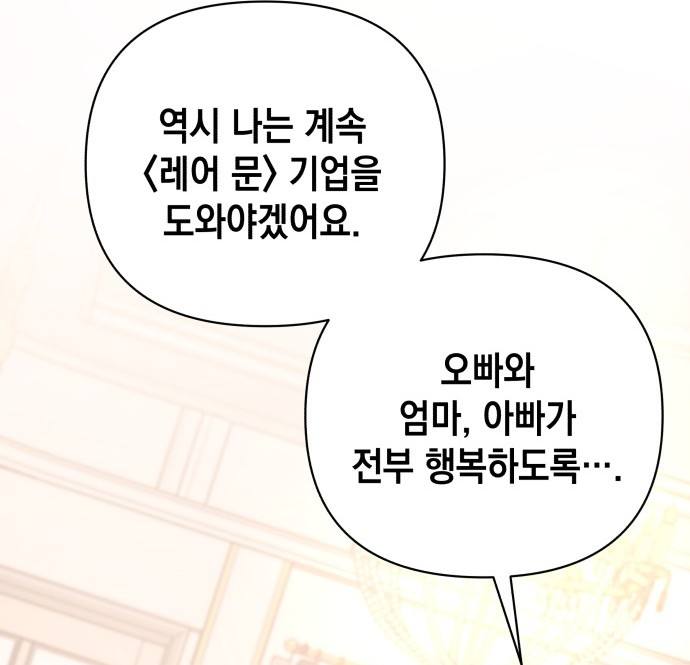 역시 나는 계속
〈레어 문〉 기업을
도와야겠어요.
오빠와
엄마, 아빠가
전부 행복하도록….